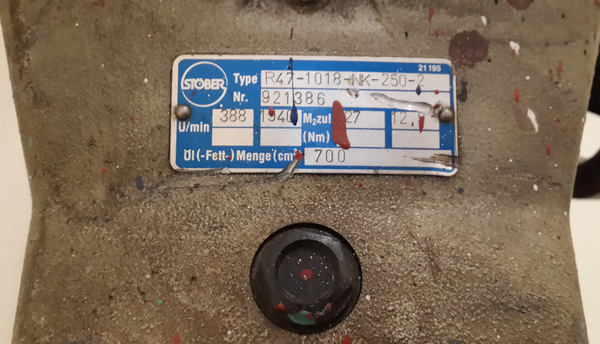 21195
STÖBER
Type R47-1018-NK-250-2
Nr. 921386
U/min 388 1940 M₂zul 27 12,
(Nm)
Öl (-Fett-) Menge (cm³) 700